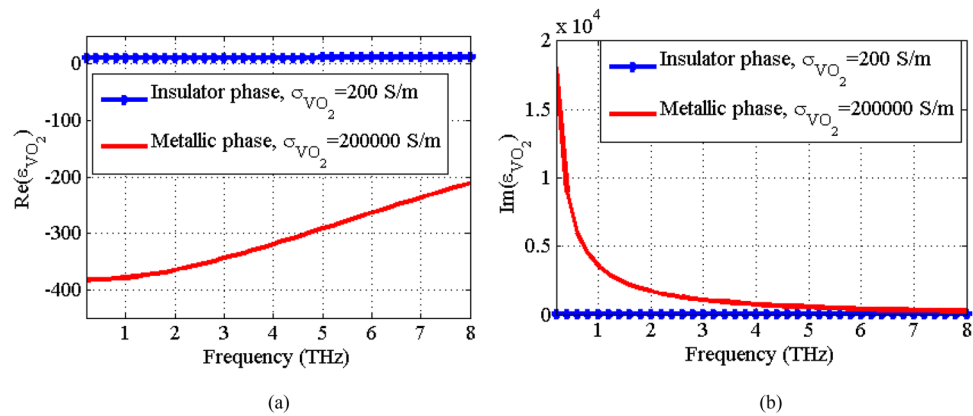 0
-100
-200
-300
-400
Re(εVO2)
Insulator phase, σVO2=200 S/m
Metallic phase, σVO2=200000 S/m
1 2 3 4 5 6 7 8
Frequency (THz)
(a)
x 10^4
2
1.5
1
0.5
0
Im(εVO2)
Insulator phase, σVO2=200 S/m
Metallic phase, σVO2=200000 S/m
1 2 3 4 5 6 7 8
Frequency (THz)
(b)